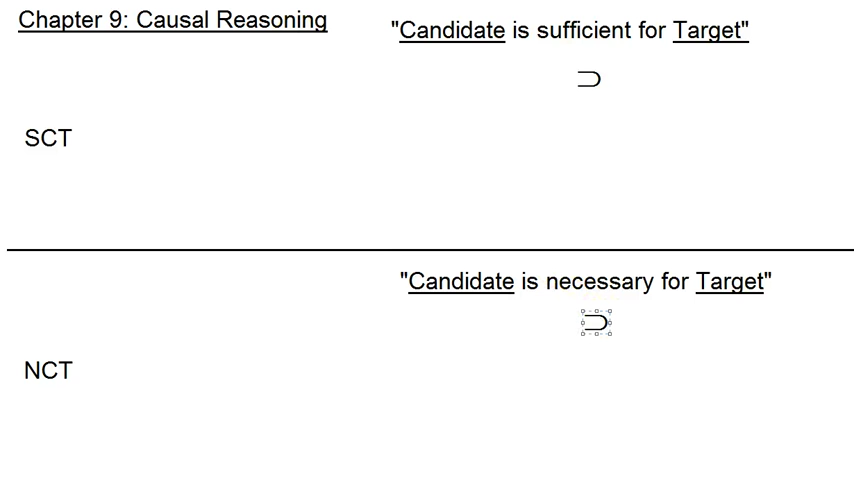 Chapter 9: Causal Reasoning
"Candidate is sufficient for Target"
⊃
SCT
"Candidate is necessary for Target"
⊃
NCT